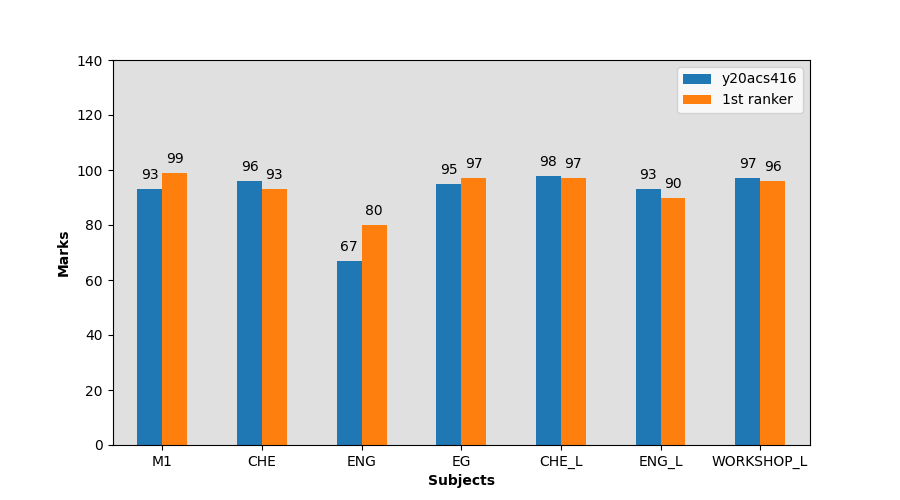 140
120
100
80
60
40
20
0
Marks
y20acs416
1st ranker
93 99 96 93 67 80 95 97 98 97 93 90 97 96
M1 CHE ENG EG CHE_L ENG_L WORKSHOP_L
Subjects